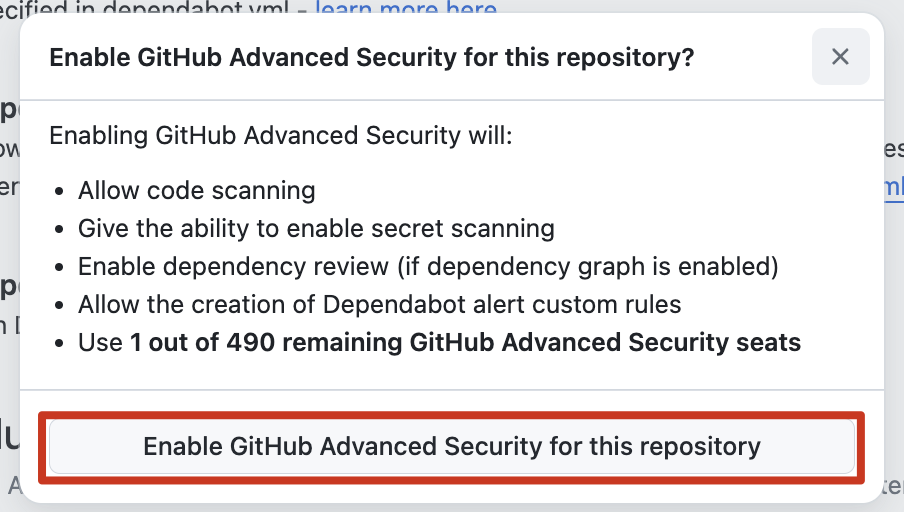 ecified in dependabot.yml - learn more here
Enable GitHub Advanced Security for this repository?
Enabling GitHub Advanced Security will:
• Allow code scanning
• Give the ability to enable secret scanning
• Enable dependency review (if dependency graph is enabled)
• Allow the creation of Dependabot alert custom rules
• Use 1 out of 490 remaining GitHub Advanced Security seats
Enable GitHub Advanced Security for this repository